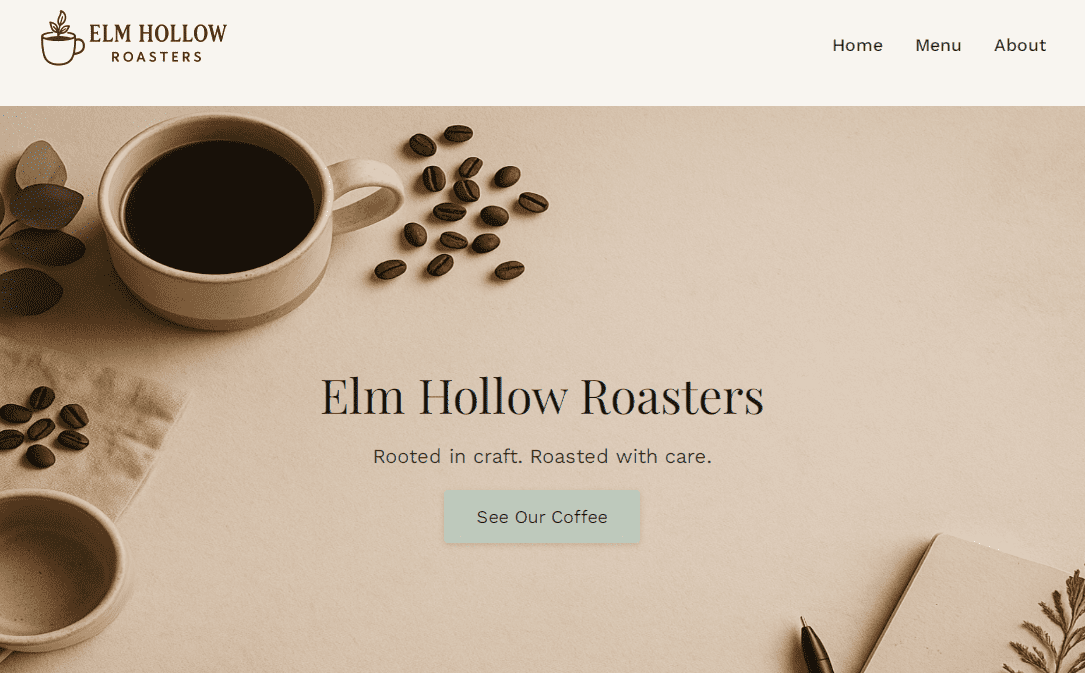 ELM HOLLOW
ROASTERS
Home Menu About
Elm Hollow Roasters
Rooted in craft. Roasted with care.
See Our Coffee